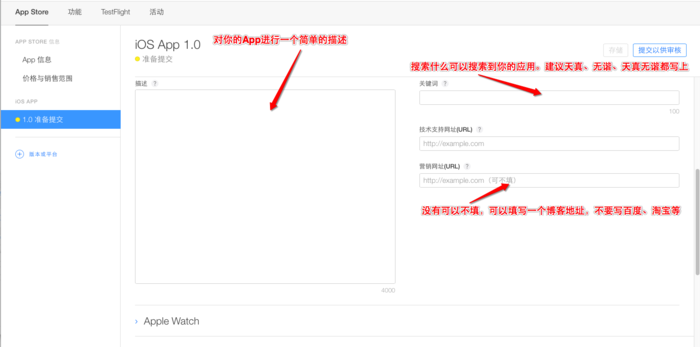 App Store 功能 TestFlight 活动
APP STORE 信息
App 信息
价格与销售范围
IOS APP
1.0 准备提交
版本或平台
iOS App 1.0
准备提交
对你的App进行一个简单的描述
存储 提交以供审核
搜素什么可以搜素到你的应用。建议天真、无谐、天真无谐都写上
描述 ?
4000
关键词 ?
100
技术支持网址(URL) ?
http://example.com
营销网址(URL) ?
http://example.com（可不填）
没有可以不填，可以填写一个博客地址，不要写百度、淘宝等
Apple Watch